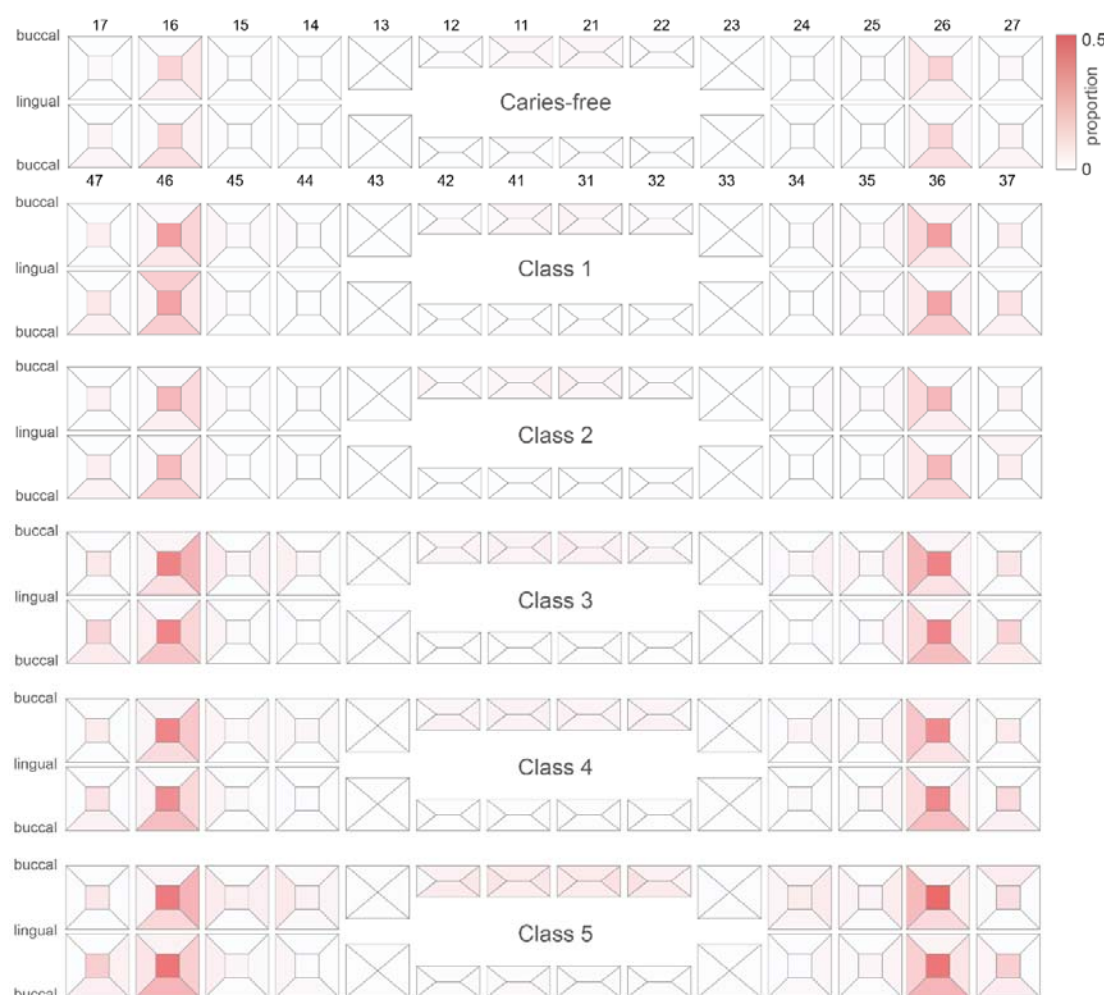 17 16 15 14 13 12 11 21 22 23 24 25 26 27
buccal
lingual
buccal
Caries-free
0.5
proportion
0
47 46 45 44 43 42 41 31 32 33 34 35 36 37
buccal
lingual
buccal
Class 1
buccal
lingual
buccal
Class 2
buccal
lingual
buccal
Class 3
buccal
lingual
buccal
Class 4
buccal
lingual
buccal
Class 5